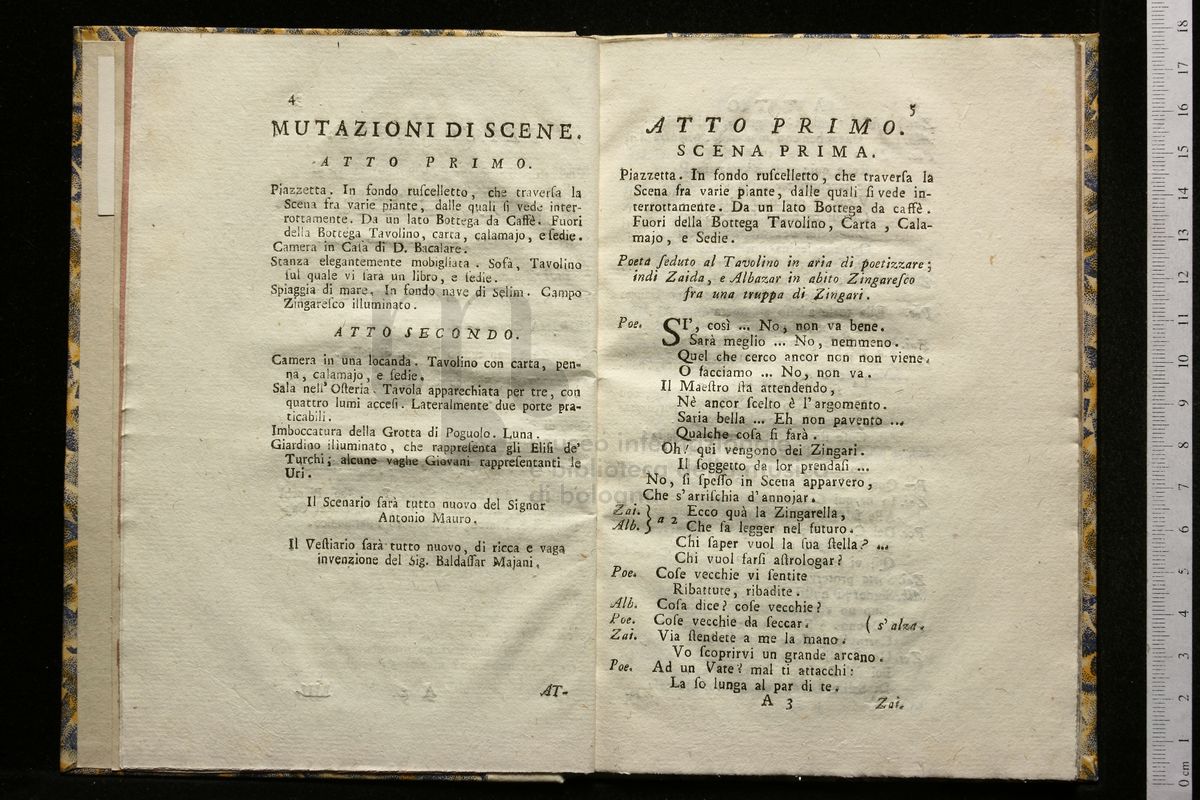 4
MUTAZIONI DI SCENE.
ATTO PRIMO.
Piazzetta. In fondo ruſcelletto, che traverſa la
Scena fra varie piante, dalle quali ſi vede inter-
rottamente. Da un lato Bottega da Caffè. Fuori
della Bottega Tavolino, carta, calamajo, e ſedie.
Camera in Caſa di D. Bacalare.
Stanza elegantemente mobigliata. Sofa, Tavolino
ſul quale vi ſarà un libro, e ſedie.
Spiaggia di mare. In fondo nave di Selim. Campo
Zingareſco illuminato.
ATTO SECONDO.
Camera in una locanda. Tavolino con carta, pen-
na, calamajo, e ſedie.
Sala nell' Oſteria. Tavola apparechiata per tre, con
quattro lumi acceſi. Lateralmente due porte pra-
ticabili.
Imboccatura della Grotta di Poguolo. Luna.
Giardino illuminato, che rappreſenta gli Eliſi de'
Turchi; alcune vaghe Giovani rappreſentanti le
Uri.
Il Scenario ſarà tutto nuovo del Signor
Antonio Mauro.
Il Veſtiario ſarà tutto nuovo, di ricca e vaga
invenzione del Sig. Baldaſſar Majani.
AT-
5
ATTO PRIMO.
SCENA PRIMA.
Piazzetta. In fondo ruſcelletto, che traverſa la
Scena fra varie piante, dalle quali ſi vede in-
terrottamente. Da un lato Bottega da caffè.
Fuori della Bottega Tavolino, Carta, Cala-
majo, e Sedie.
Poeta ſeduto al Tavolino in aria di poetizzare;
indi Zaida, e Albazar in abito Zingareſco
fra una truppa di Zingari.
Poe. SI', così ... No, non va bene.
Sarà meglio ... No, nemmeno.
Quel che cerco ancor non non viene.
O facciamo ... No, non va.
Il Maeſtro ſta attendendo,
Nè ancor ſcelto è l'argomento.
Saria bella ... Eh non pavento ...
Qualche coſa ſi farà.
Oh! qui vengono dei Zingari.
Il ſoggetto da lor prendaſi ...
No, ſi ſpeſſo in Scena apparvero,
Che s'arriſchia d'annojar.
Zai. } a 2 Ecco quà la Zingarella,
Alb. } Che ſa legger nel futuro.
Chi ſaper vuol la ſua ſtella? ...
Chi vuol farſi aſtrologar?
Poe. Coſe vecchie vi ſentite
Ribattute, ribadite.
Alb. Coſa dice? coſe vecchie?
Poe. Coſe vecchie da ſeccar. ( s'alza.
Zai. Via ſtendete a me la mano.
Vo ſcoprirvi un grande arcano.
Poe. Ad un Vate? mal ti attacchi:
La ſo lunga al par di te.
A 3 Zai.